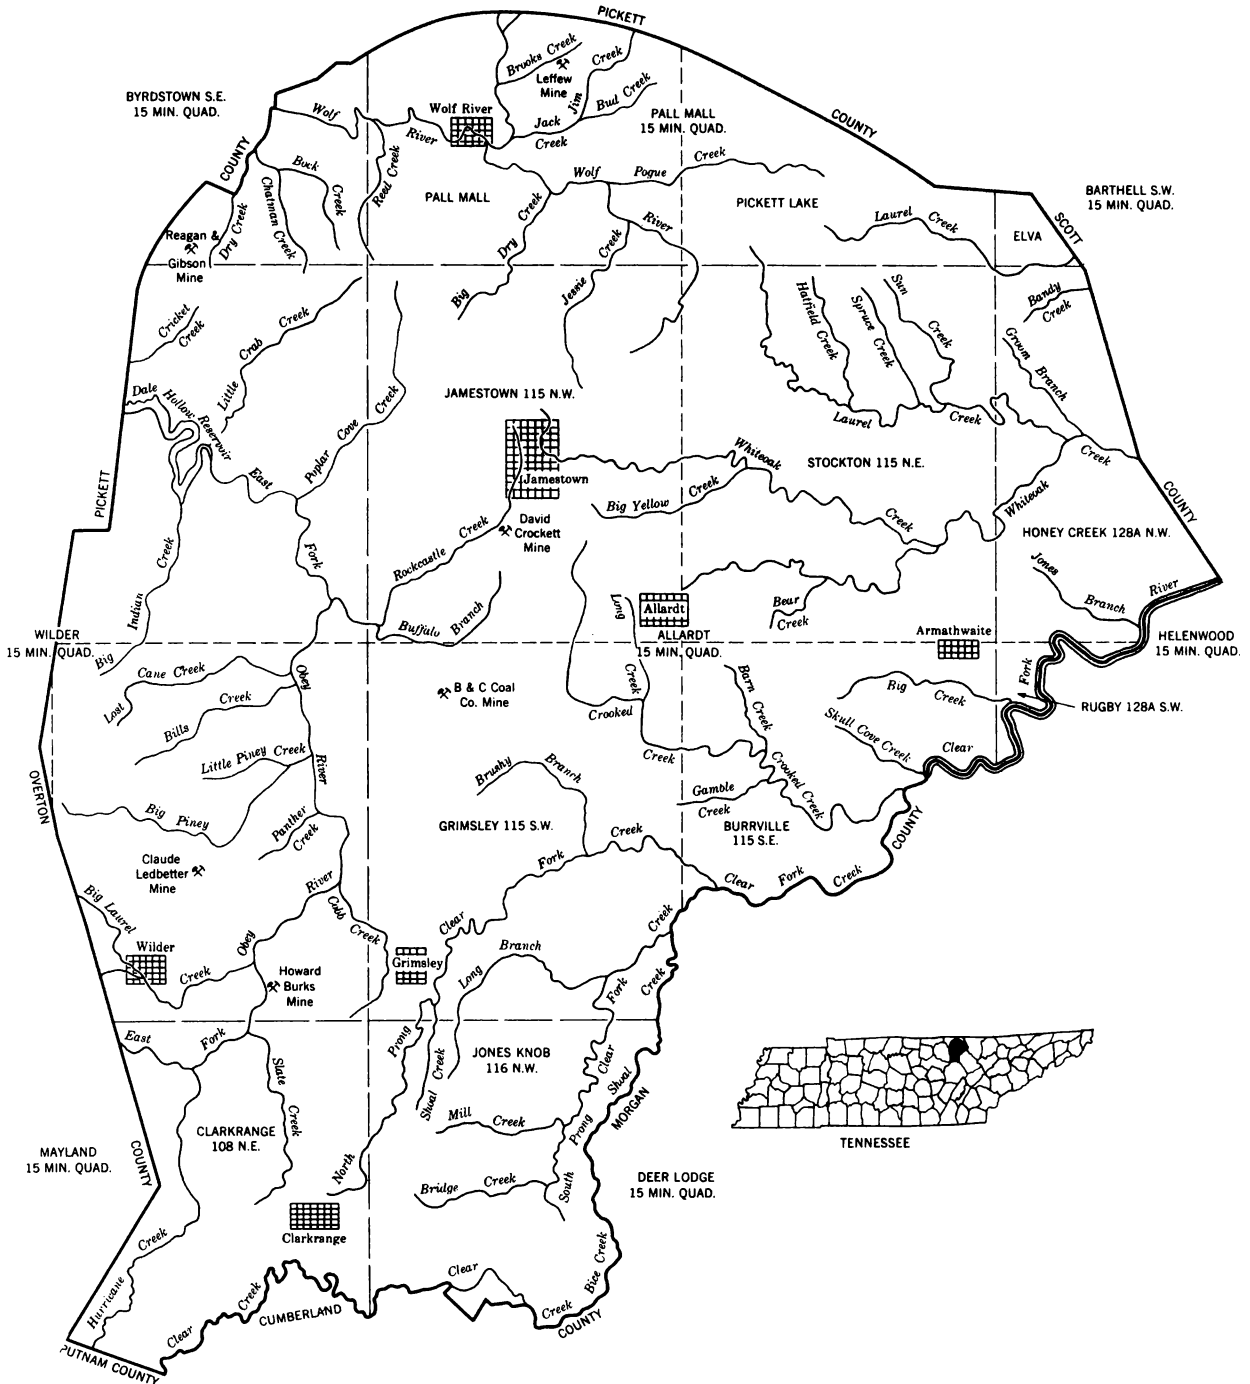 PICKETT
COUNTY
BYRDSTOWN S.E.
15 MIN. QUAD.
Brooks Creek
Leffew
Mine
Jim
Creek
Bud Creek
Jack
Creek
PALL MALL
15 MIN. QUAD.
Wolf
River
Wolf River
COUNTY
Buck
Creek
Chatman Creek
Reed Creek
Dry Creek
PALL MALL
Wolf
River
Pogue
Creek
PICKETT LAKE
BARTHELL S.W.
15 MIN. QUAD.
SCOTT
Laurel
Creek
ELVA
Reagan &
Gibson
Mine
Big
Dry
Creek
Jessie
Creek
Cricket
Creek
Little
Crab
Creek
Hatfield Creek
Spruce Creek
Sun
Creek
Bandy
Creek
Groom
Branch
Dale
Hollow
Reservoir
JAMESTOWN 115 N.W.
Laurel
Creek
Poplar
Cove
Creek
East
Fork
Jamestown
Whiteoak
STOCKTON 115 N.E.
Creek
PICKETT
Big Yellow
Creek
Creek
Whiteoak
COUNTY
David
Crockett
Mine
Rockcastle
Creek
HONEY CREEK 128A N.W.
Jones
Branch
River
Big
Indian
Creek
Buffalo
Branch
Long
Creek
Allardt
Bear
Creek
Armathwaite
WILDER
15 MIN. QUAD.
ALLARDT
15 MIN. QUAD.
HELENWOOD
15 MIN. QUAD.
Lost
Cane Creek
Obey
River
Bills
Creek
B & C Coal
Co. Mine
Crooked
Creek
Barn Creek
Big
Creek
Fork
RUGBY 128A S.W.
Skull Cove Creek
Clear
Little Piney Creek
OVERTON
Big
Piney
Panther
Creek
Brushy
Branch
Gamble
Creek
Crooked Creek
GRIMSLEY 115 S.W.
BURRVILLE
115 S.E.
COUNTY
Claude
Ledbetter
Mine
Fork
Creek
Clear
Fork
Creek
Big Laurel
Creek
River
Obey
Cobb
Creek
Clear
Wilder
Grimsley
Howard
Burks
Mine
Long
Branch
Creek
Fork
Creek
East
Fork
Slate
Creek
Prong
Shoal Creek
JONES KNOB
116 N.W.
Clear
Shoal
MORGAN
Mill
Creek
Prong
CLARKRANGE
108 N.E.
MAYLAND
15 MIN. QUAD.
COUNTY
North
Bridge
Creek
South
DEER LODGE
15 MIN. QUAD.
TENNESSEE
Clarkrange
Hurricane
Creek
Clear
Creek
CUMBERLAND
Clear
Creek
Bice Creek
COUNTY
PUTNAM COUNTY